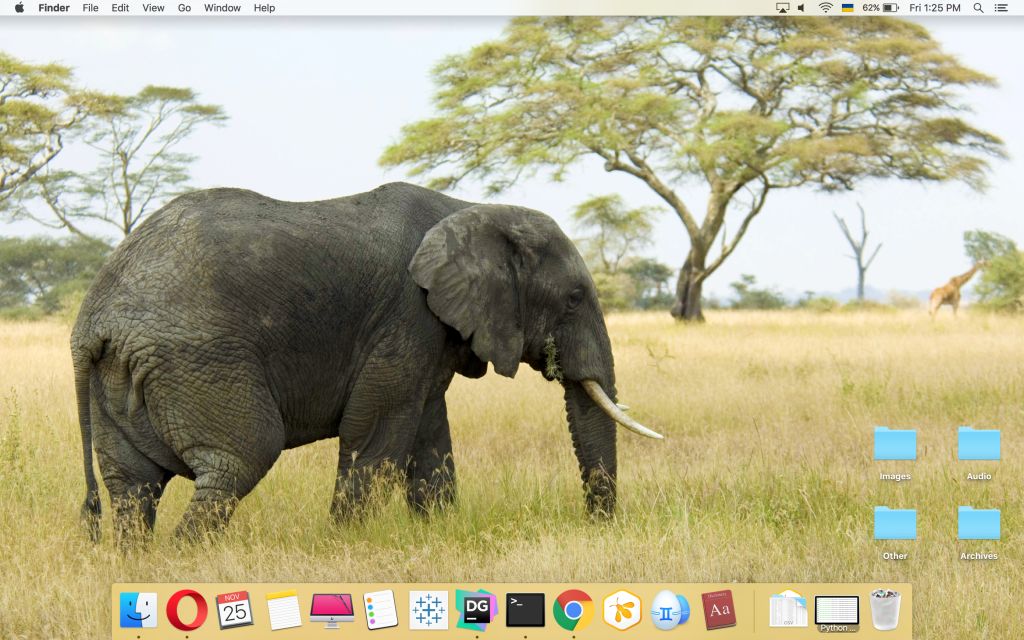 Finder File Edit View Go Window Help 62% Fri 1:25 PM
Images Audio
Other Archives
NOV
25
DG
>_
Dictionary
Aa
CSV
Python ...